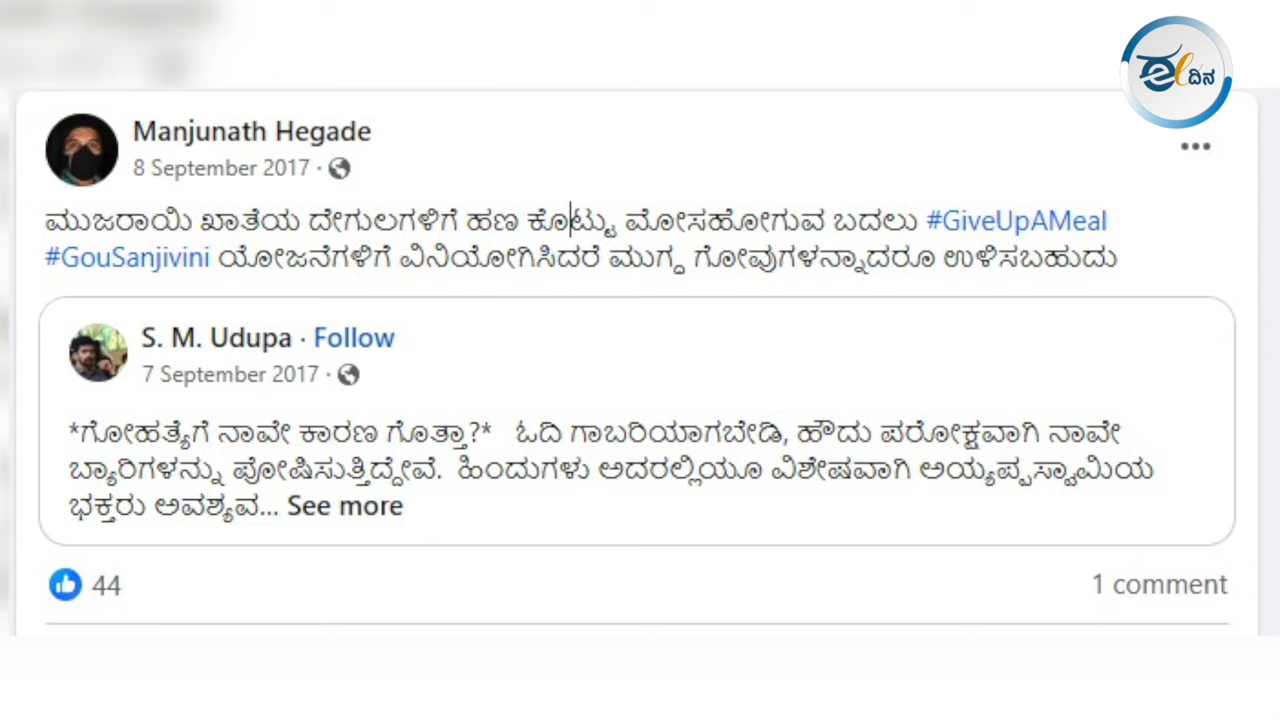 ಈದಿನ
Manjunath Hegade
8 September 2017 ·
ಮುಜರಾಯಿ ಖಾತೆಯ ದೇಗುಲಗಳಿಗೆ ಹಣ ಕೊಟ್ಟು ಮೋಸಹೋಗುವ ಬದಲು #GiveUpAMeal
#GouSanjivini ಯೋಜನೆಗಳಿಗೆ ವಿನಿಯೋಗಿಸಿದರೆ ಮುಗ್ದ ಗೋವುಗಳನ್ನಾದರೂ ಉಳಿಸಬಹುದು
S. M. Udupa · Follow
7 September 2017 ·
*ಗೋಹತ್ಯೆಗೆ ನಾವೇ ಕಾರಣ ಗೊತ್ತಾ?* ಓದಿ ಗಾಬರಿಯಾಗಬೇಡಿ, ಹೌದು ಪರೋಕ್ಷವಾಗಿ ನಾವೇ
ಬ್ಯಾರಿಗಳನ್ನು ಪೋಷಿಸುತ್ತಿದ್ದೇವೆ. ಹಿಂದುಗಳು ಅದರಲ್ಲಿಯೂ ವಿಶೇಷವಾಗಿ ಅಯ್ಯಪ್ಪಸ್ವಾಮಿಯ
ಭಕ್ತರು ಅವಶ್ಯವ... See more
44
1 comment